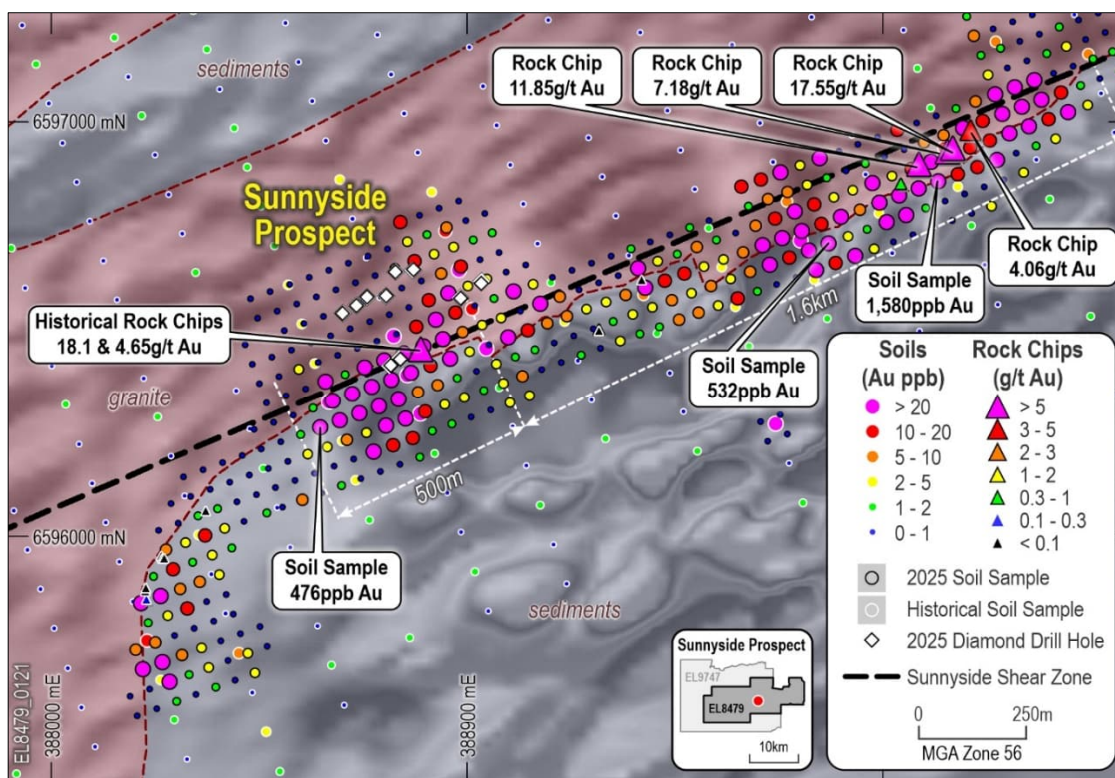 sediments
Rock Chip
11.85g/t Au
Rock Chip
7.18g/t Au
Rock Chip
17.55g/t Au
6597000 mN
Sunnyside
Prospect
Historical Rock Chips
18.1 & 4.65g/t Au
granite
Rock Chip
4.06g/t Au
Soil Sample
1,580ppb Au
1.6km
Soil Sample
532ppb Au
500m
6596000 mN
Soil Sample
476ppb Au
sediments
EL8479_0121
388000 mE
388900 mE
Sunnyside Prospect
EL9747
EL8479
10km
Soils
(Au ppb)
> 20
10 - 20
5 - 10
2 - 5
1 - 2
0 - 1
Rock Chips
(g/t Au)
> 5
3 - 5
2 - 3
1 - 2
0.3 - 1
0.1 - 0.3
< 0.1
2025 Soil Sample
Historical Soil Sample
2025 Diamond Drill Hole
Sunnyside Shear Zone
0 250m
MGA Zone 56